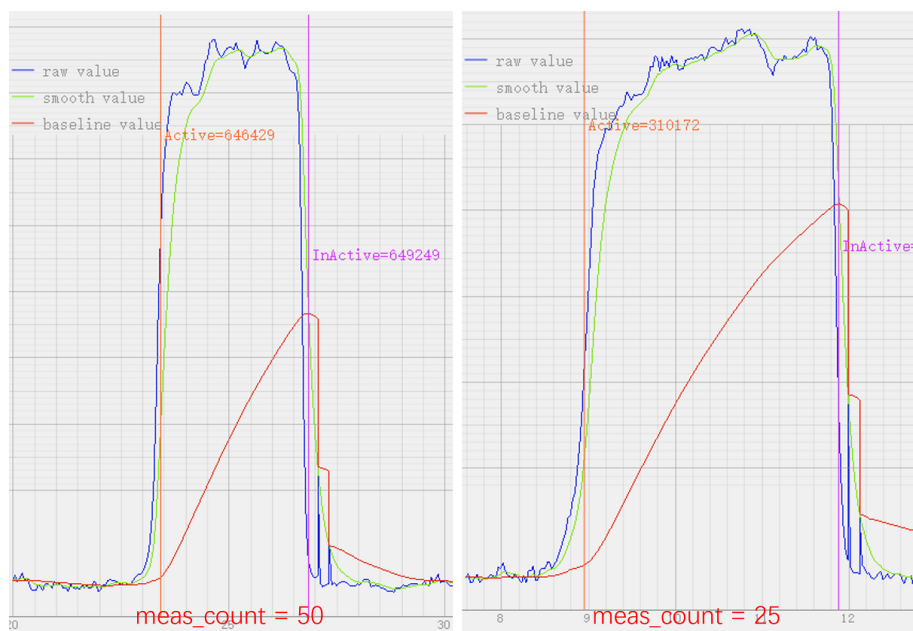 raw value
smooth value
baseline value
Active=646429
InActive=649249
20
30
meas_count = 50
raw value
smooth value
baseline value
Active=310172
InActive=
8
9
12
meas_count = 25